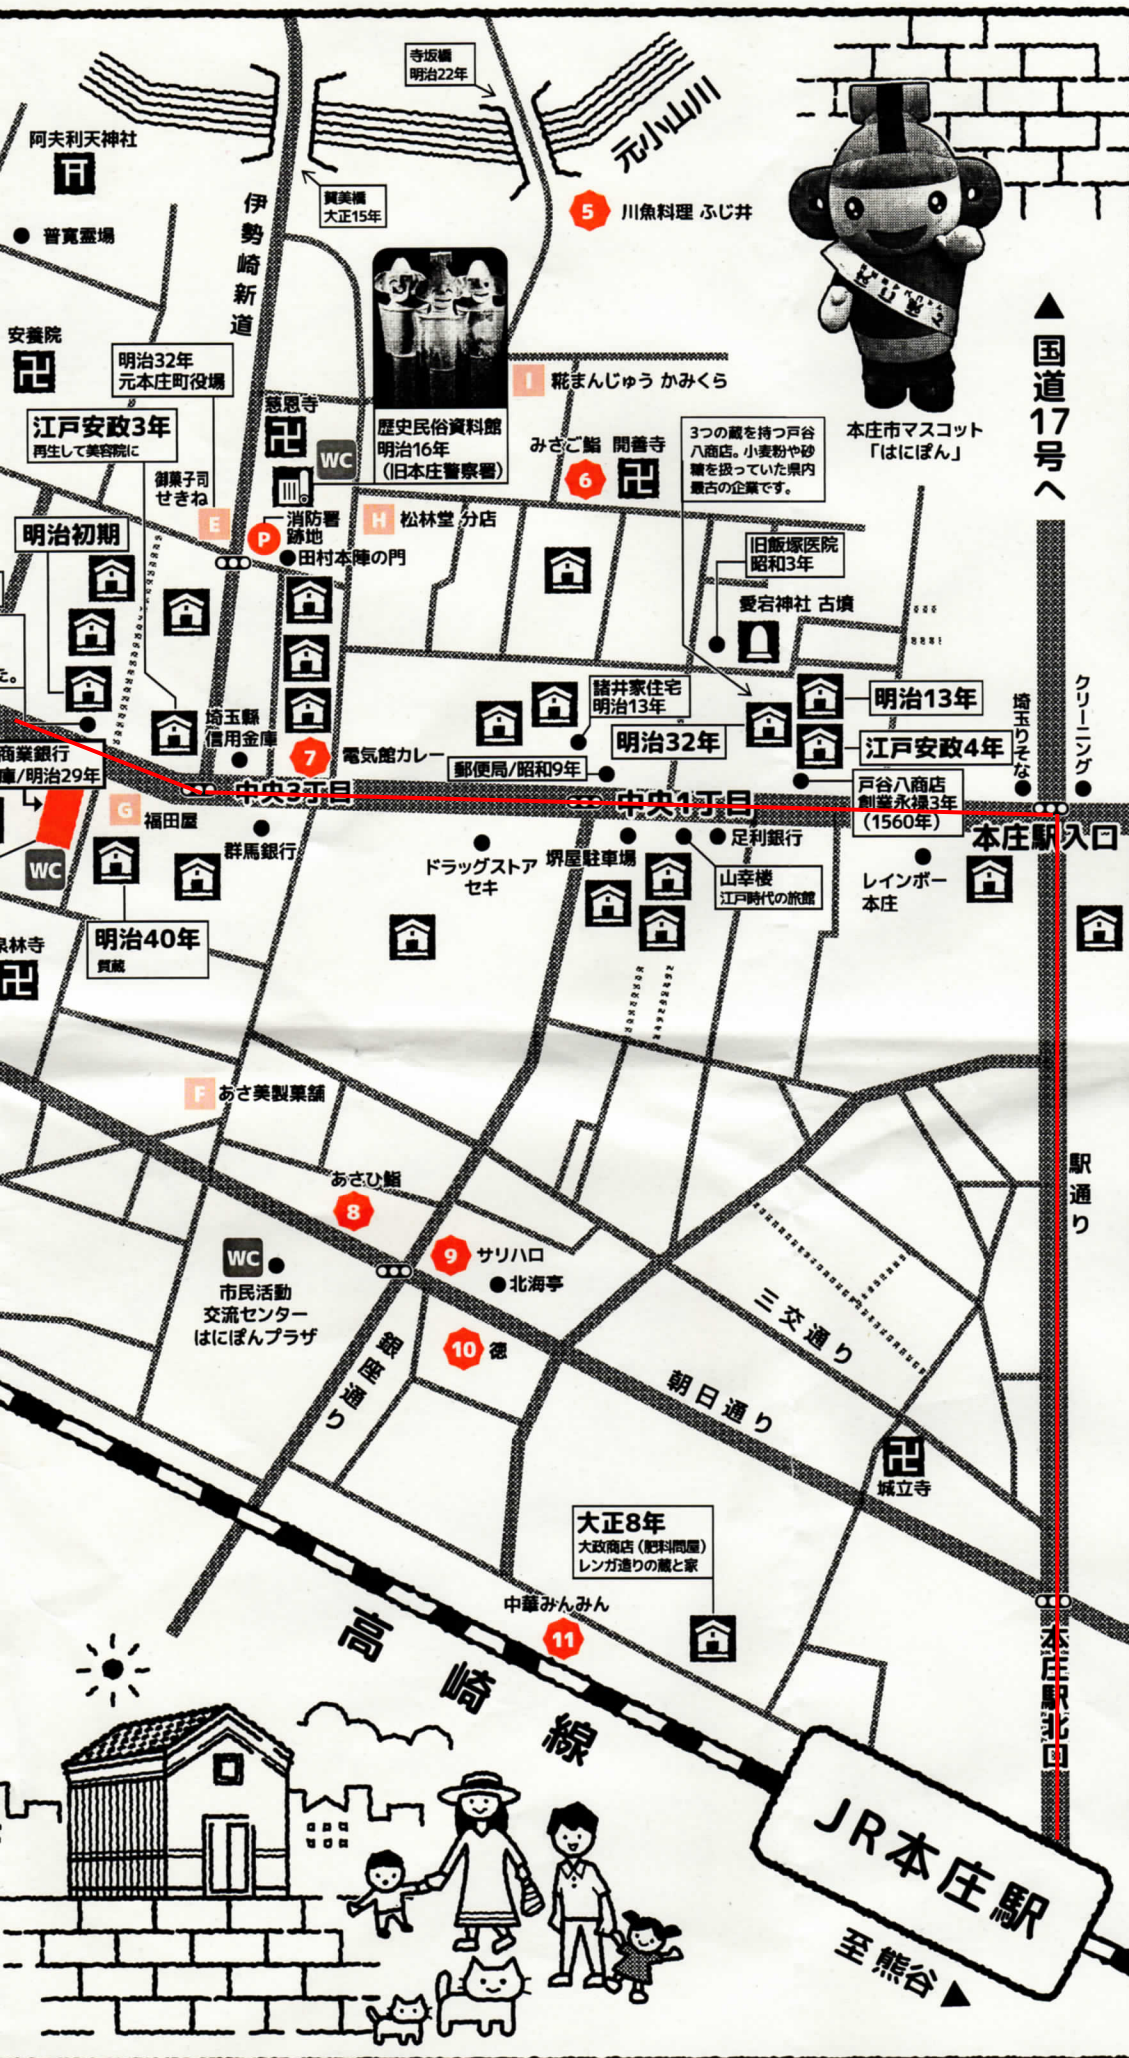 寺坂橋
明治22年
元小山川
阿夫利天神社
賀美橋
大正15年
伊勢崎新道
5
川魚料理 ふじ井
普寛霊場
▲国道17号へ
安養院
明治32年
元本庄町役場
I
糀まんじゅう かみくら
江戸安政3年
再生して美容院に
慈恩寺
WC
歴史民俗資料館
明治16年
(旧本庄警察署)
みさご鮨
開善寺
6
3つの蔵を持つ戸谷
八商店。小麦粉や砂
糖を扱っていた県内
最古の企業です。
本庄市マスコット
「はにぽん」
御菓子司
せきね
E
明治初期
P
消防署
跡地
H
松林堂 分店
田村本陣の門
旧飯塚医院
昭和3年
愛宕神社 古墳
た。
諸井家住宅
明治13年
明治13年
クリーニング
埼玉りそな
埼玉縣
信用金庫
7
電気館カレー
明治32年
江戸安政4年
商業銀行
庫/明治29年
郵便局/昭和9年
中央3丁目
中央1丁目
戸谷八商店
創業永禄3年
(1560年)
G
福田屋
群馬銀行
ドラッグストア
セキ
堺屋駐車場
足利銀行
本庄駅入口
WC
山幸楼
江戸時代の旅館
レインボー
本庄
明治40年
質蔵
泉林寺
F
あさ美製菓舗
駅通り
あさひ鮨
8
WC
市民活動
交流センター
はにぽんプラザ
9
サリハロ
北海亭
10
徳
銀座通り
三交通り
朝日通り
城立寺
大正8年
大政商店(肥料問屋)
レンガ造りの蔵と家
中華みんみん
11
高崎線
本庄駅北口
JR本庄駅
至熊谷▲